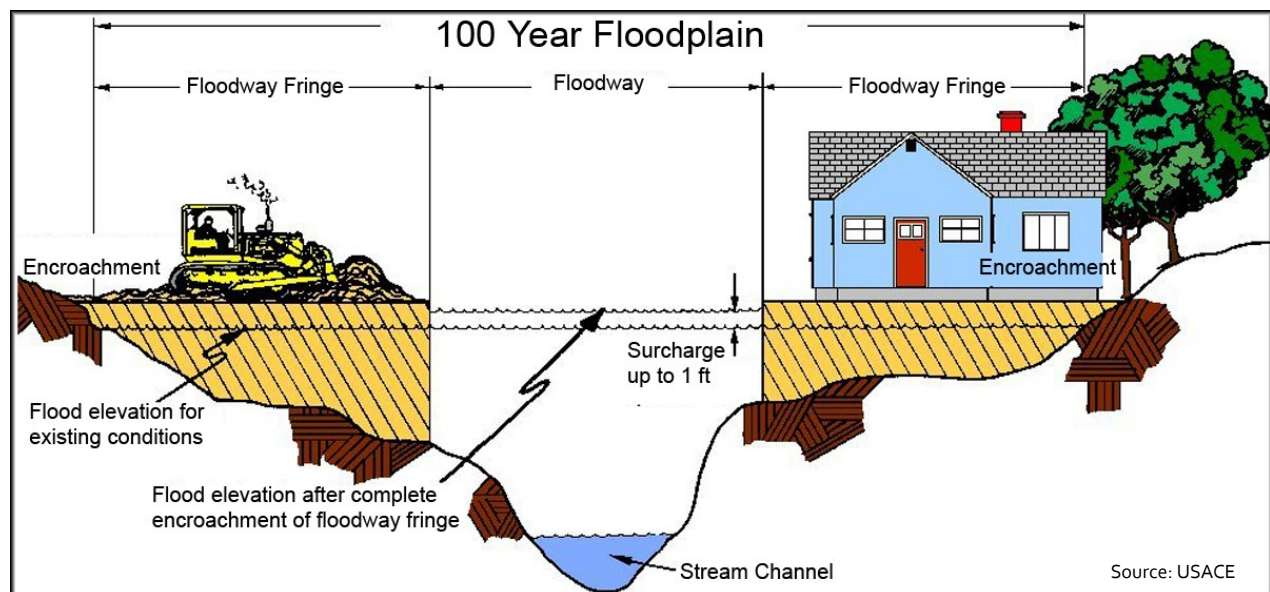 100 Year Floodplain
Floodway Fringe
Floodway
Floodway Fringe
Encroachment
Encroachment
Surcharge
up to 1 ft
Flood elevation for
existing conditions
Flood elevation after complete
encroachment of floodway fringe
Stream Channel
Source: USACE